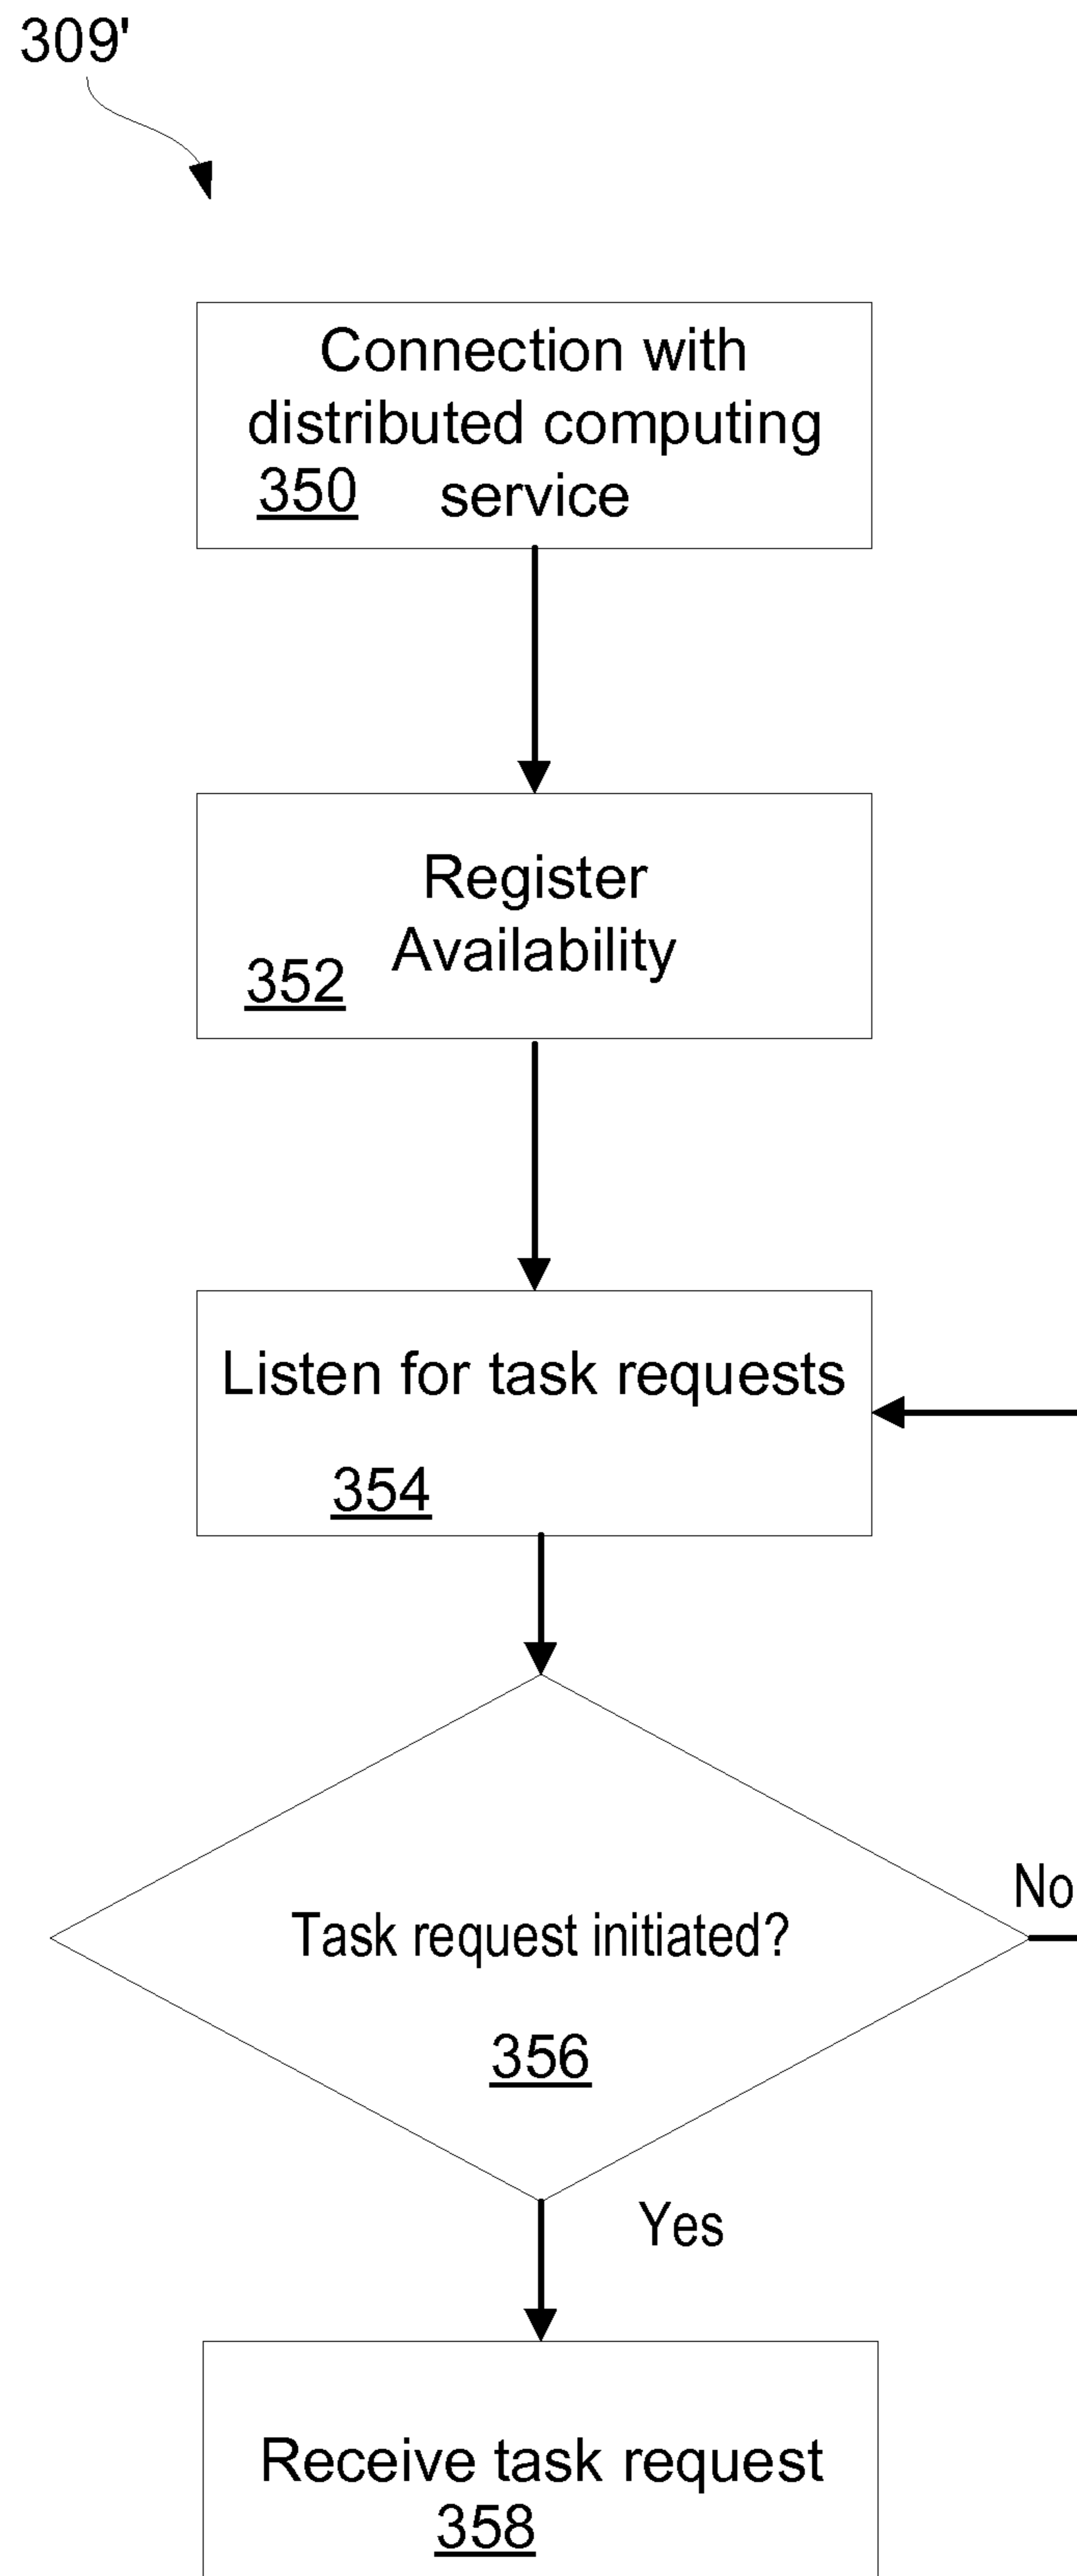 309'
Connection with
distributed computing
350 service
Register
Availability
352
Listen for task requests
354
No
Task request initiated?
356
Yes
Receive task request
358